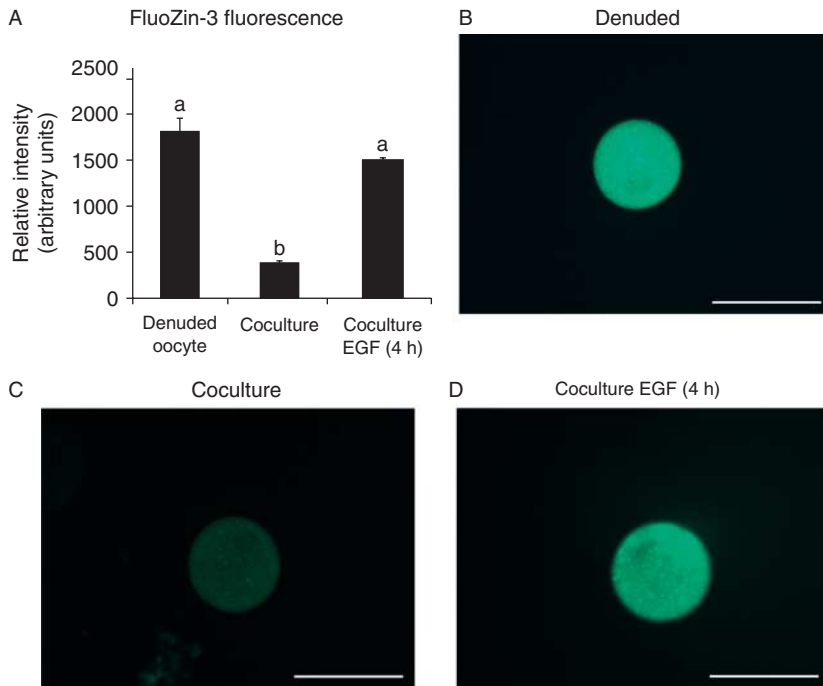 A
FluoZin-3 fluorescence
Relative intensity
(arbitrary units)
2500
2000
1500
1000
500
0
a
b
a
Denuded
oocyte
Coculture
Coculture
EGF (4 h)
B
Denuded
C
Coculture
D
Coculture EGF (4 h)